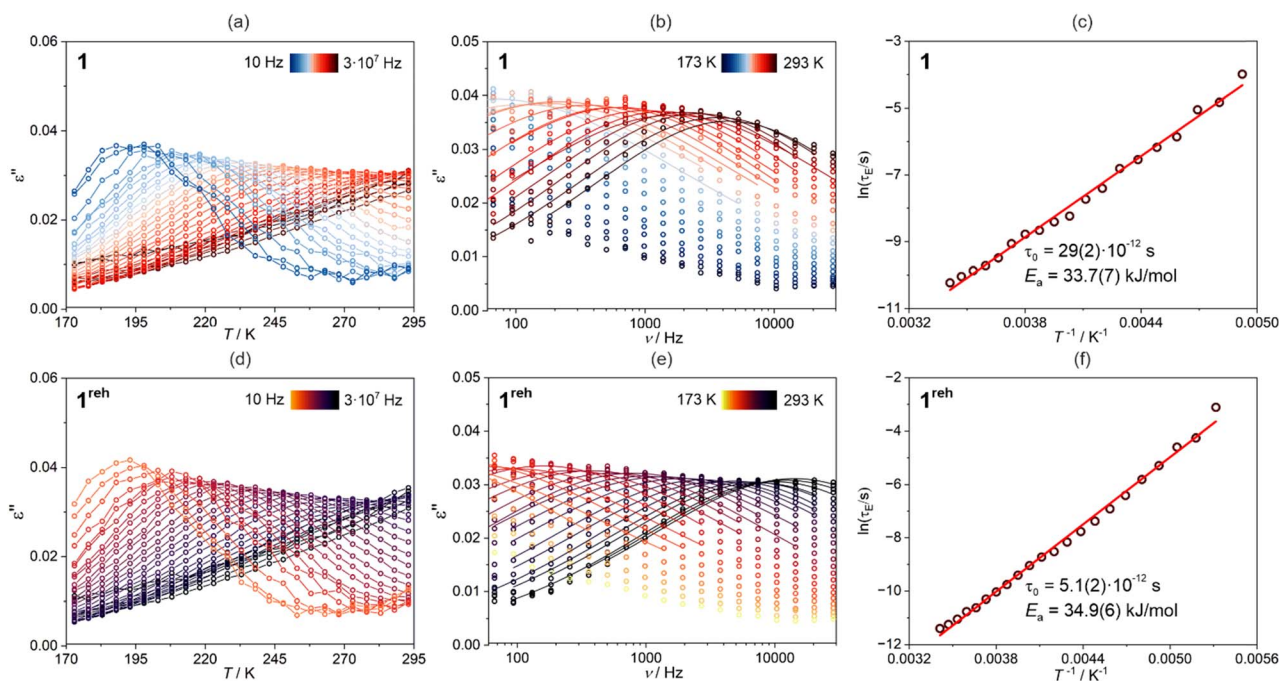 (a)
0.06
0.04
0.02
0.00
ε"
1
10 Hz
3·10⁷ Hz
170
195
220
245
270
295
T / K
(b)
0.05
0.04
0.03
0.02
0.01
0.00
ε"
1
173 K
293 K
100
1000
10000
ν / Hz
(c)
−3
−5
−7
−9
−11
ln(τE/s)
1
τ₀ = 29(2)·10⁻¹² s
Eₐ = 33.7(7) kJ/mol
0.0032
0.0038
0.0044
0.0050
T⁻¹ / K⁻¹
(d)
0.06
0.04
0.02
0.00
ε"
1ʳᵉʰ
10 Hz
3·10⁷ Hz
170
195
220
245
270
295
T / K
(e)
0.05
0.04
0.03
0.02
0.01
0.00
ε"
1ʳᵉʰ
173 K
293 K
100
1000
10000
ν / Hz
(f)
−2
−4
−6
−8
−10
−12
ln(τE/s)
1ʳᵉʰ
τ₀ = 5.1(2)·10⁻¹² s
Eₐ = 34.9(6) kJ/mol
0.0032
0.0038
0.0044
0.0050
0.0056
T⁻¹ / K⁻¹